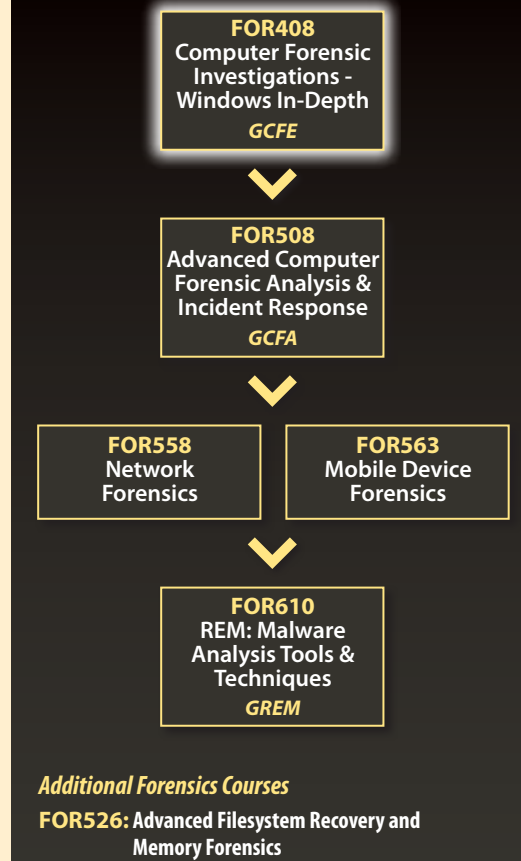 FOR408
Computer Forensic
Investigations -
Windows In-Depth
GCFE
FOR508
Advanced Computer
Forensic Analysis &
Incident Response
GCFA
FOR558
Network
Forensics
FOR563
Mobile Device
Forensics
FOR610
REM: Malware
Analysis Tools &
Techniques
GREM
Additional Forensics Courses
FOR526: Advanced Filesystem Recovery and
Memory Forensics